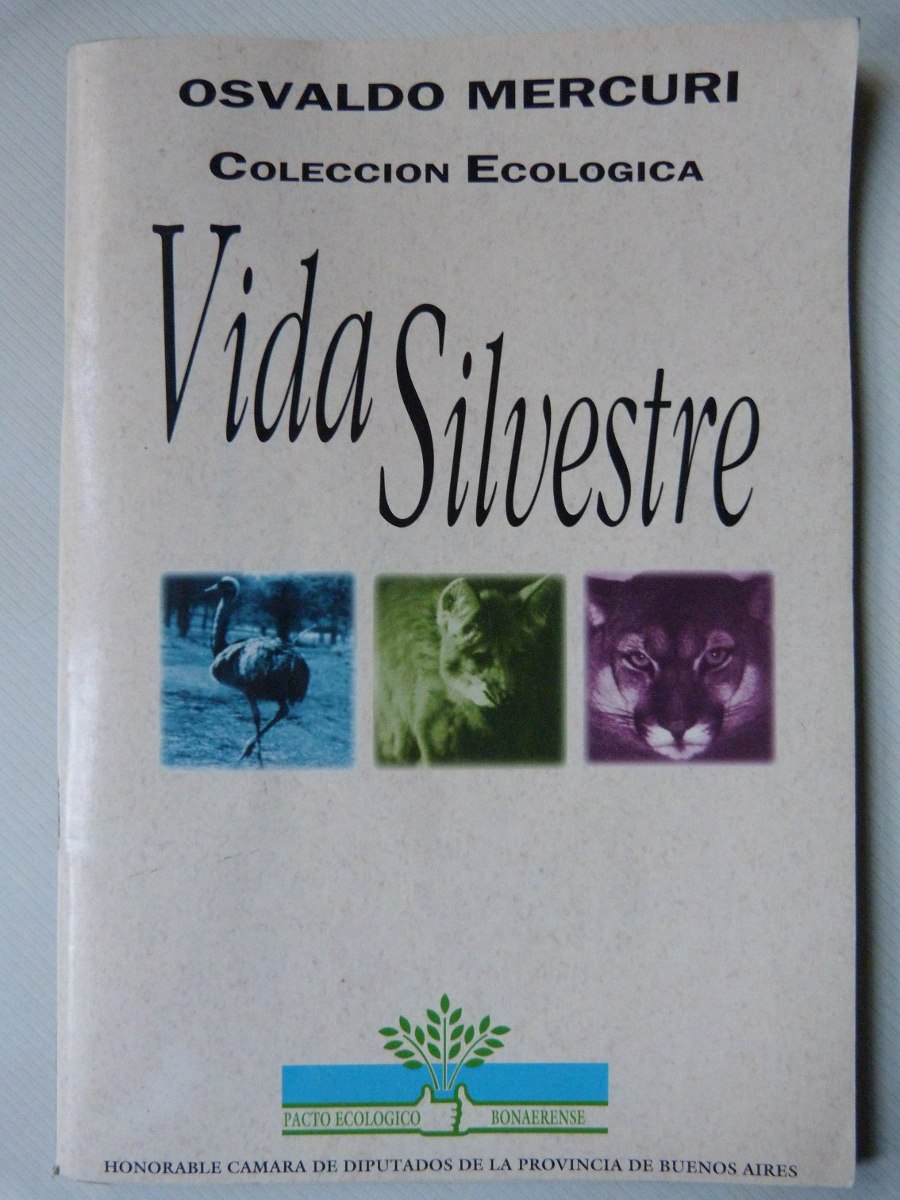 OSVALDO MERCURI
COLECCION ECOLOGICA
Vida Silvestre
PACTO ECOLOGICO BONAERENSE
HONORABLE CAMARA DE DIPUTADOS DE LA PROVINCIA DE BUENOS AIRES